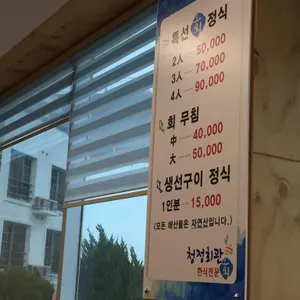 특선 회 정식
2人 ---- 50,000
3人 ---- 70,000
4人 ---- 90,000
회 무침
中 ---- 40,000
大 ---- 50,000
생선구이 정식
1인분 ---- 15,000
(모든 해산물은 자연산입니다.)
청정회관
한식전문